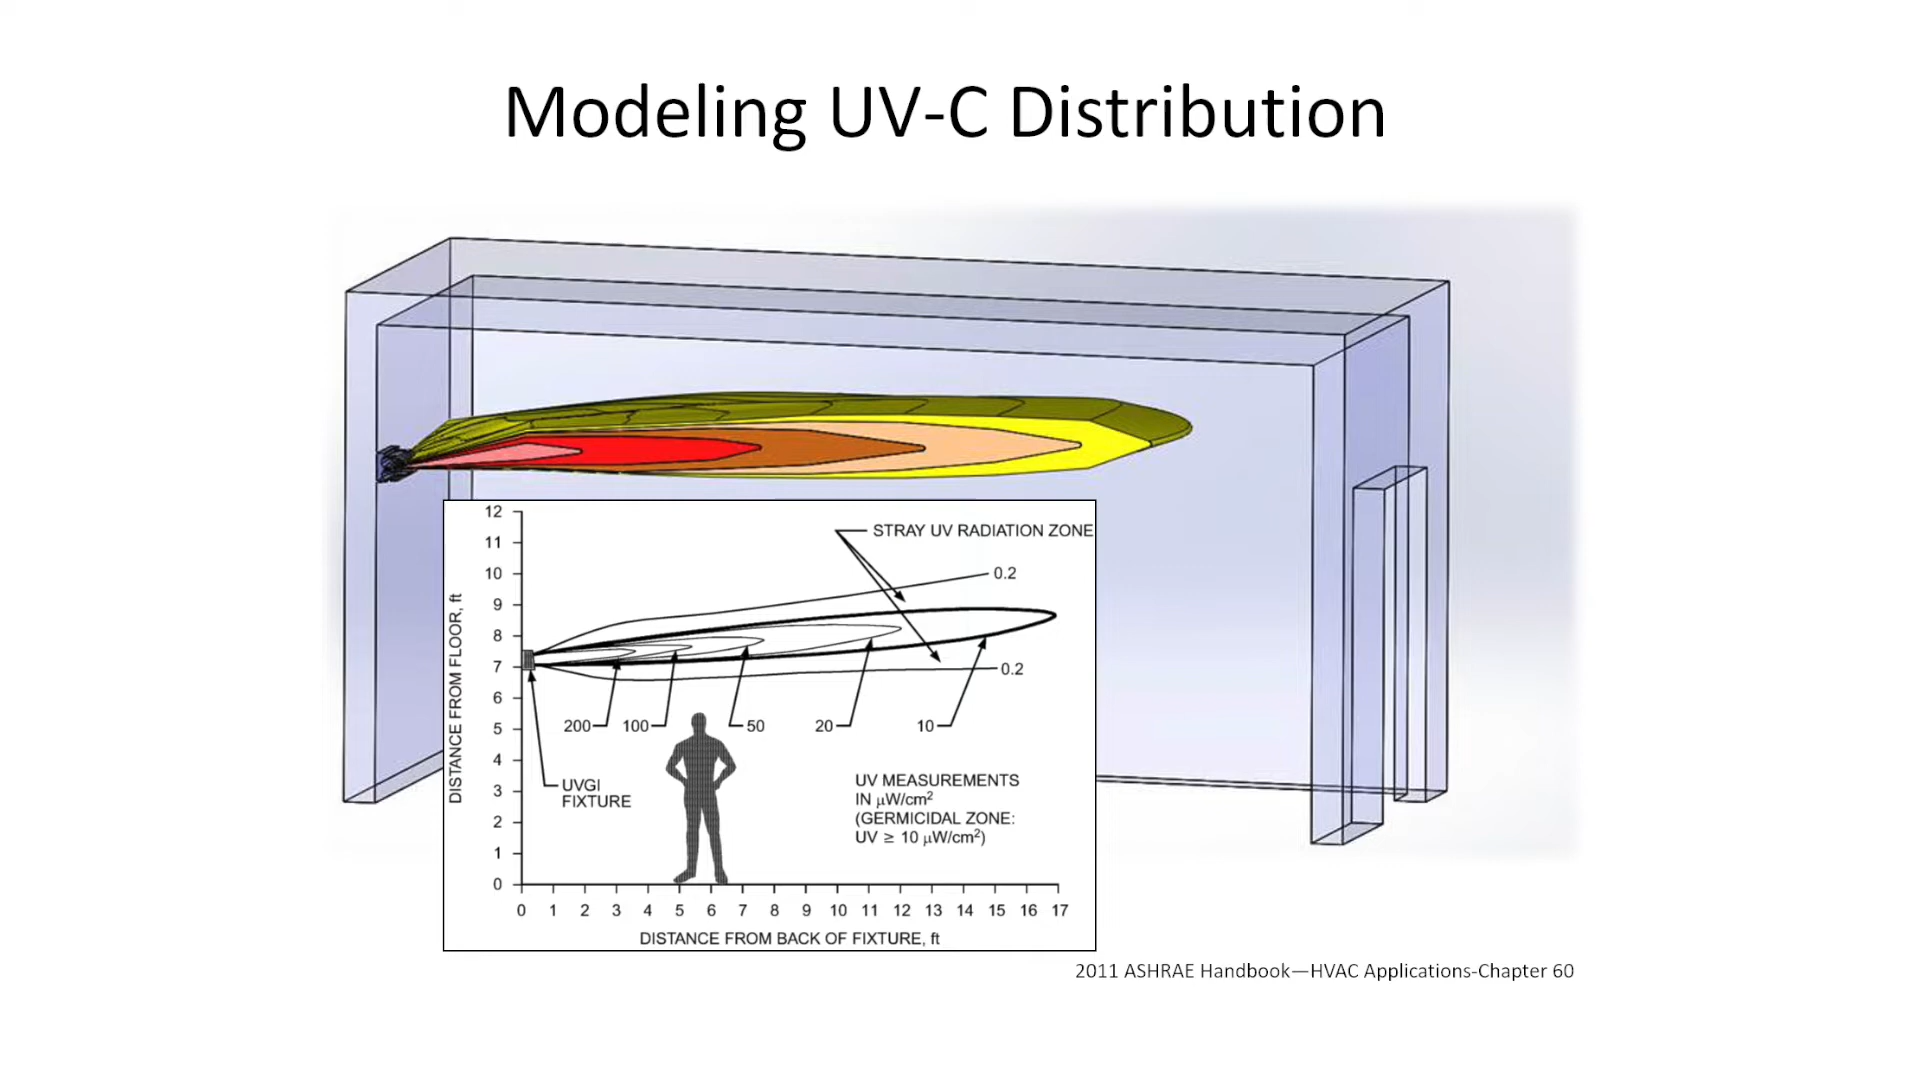 Modeling UV-C Distribution
STRAY UV RADIATION ZONE
0.2
0.2
200
100
50
20
10
UVGI
FIXTURE
UV MEASUREMENTS
IN μW/cm²
(GERMICIDAL ZONE:
UV ≥ 10 μW/cm²)
DISTANCE FROM FLOOR, ft
12
11
10
9
8
7
6
5
4
3
2
1
0
0 1 2 3 4 5 6 7 8 9 10 11 12 13 14 15 16 17
DISTANCE FROM BACK OF FIXTURE, ft
2011 ASHRAE Handbook—HVAC Applications-Chapter 60